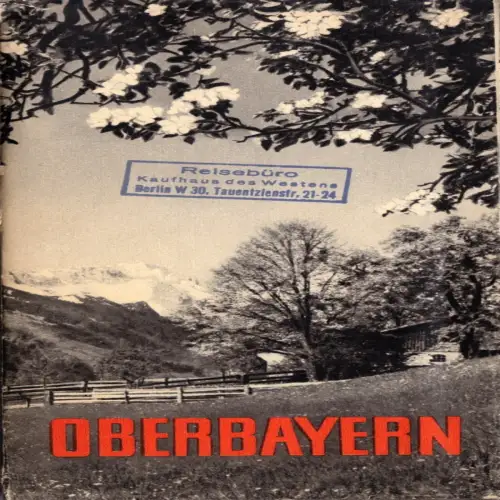 Reisebüro
Kaufhaus des Westens
Berlin W 30, Tauentzienstr. 21-24
OBERBAYERN